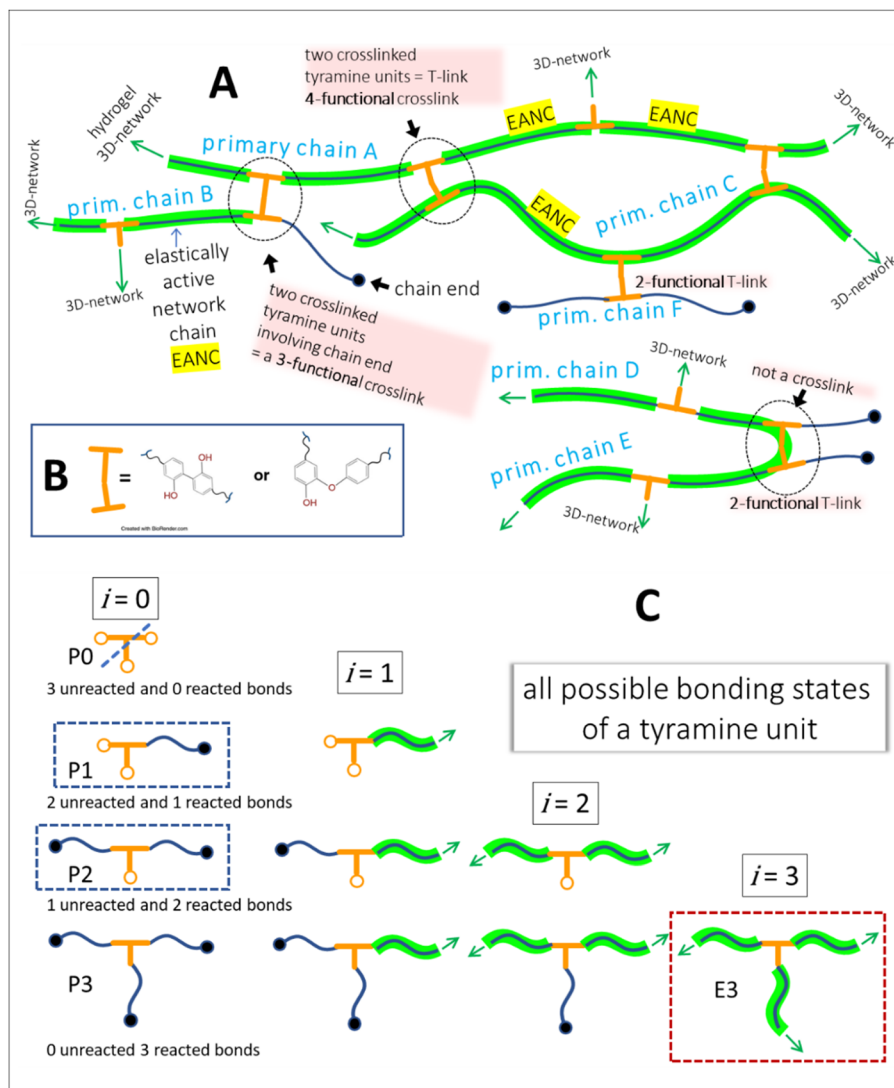 A
two crosslinked
tyramine units = T-link
4-functional crosslink
3D-network
3D-network
hydrogel
3D-network
EANC
EANC
primary chain A
prim. chain C
3D-network
prim. chain B
EANC
elastically
active
network
chain
EANC
3D-network
chain end
2-functional T-link
3D-network
two crosslinked
tyramine units
involving chain end
= a 3-functional crosslink
prim. chain F
3D-network
prim. chain D
not a crosslink
prim. chain E
3D-network
2-functional T-link
B
=
OH
HO
or
O
OH
Created with BioRender.com
C
i = 0
P0
3 unreacted and 0 reacted bonds
i = 1
all possible bonding states
of a tyramine unit
P1
2 unreacted and 1 reacted bonds
i = 2
P2
1 unreacted and 2 reacted bonds
i = 3
P3
E3
0 unreacted 3 reacted bonds